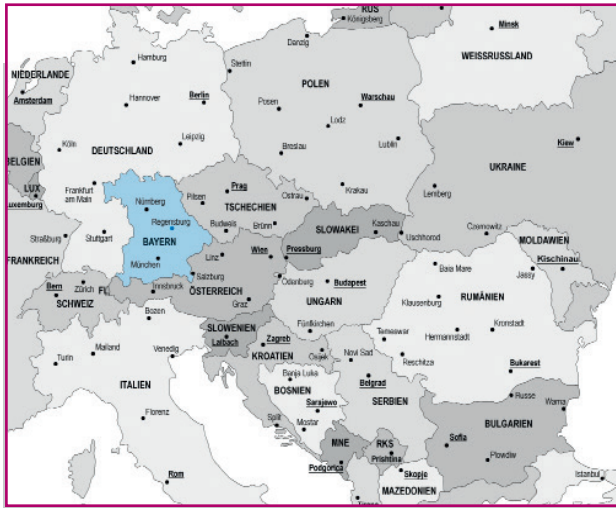 RUS
Königsberg
Minsk
Danzig
WEISSRUSSLAND
Hamburg
Stettin
NIEDERLANDE
Amsterdam
Hannover
Berlin
POLEN
Posen
Warschau
Lodz
Leipzig
Köln
DEUTSCHLAND
Breslau
Lublin
Kiew
BELGIEN
UKRAINE
LUX
Luxemburg
Frankfurt
am Main
Nürnberg
Pilsen
Prag
TSCHECHIEN
Ostrau
Krakau
Lemberg
Regensburg
Budweis
Brünn
SLOWAKEI
Kaschau
Uschhorod
Czernowitz
Straßburg
Stuttgart
BAYERN
MOLDAWIEN
Kischinau
FRANKREICH
München
Linz
Wien
Pressburg
Salzburg
Ödenburg
Budapest
Baia Mare
Jassy
Bern
Zürich
FL
Innsbruck
ÖSTERREICH
SCHWEIZ
Graz
UNGARN
Klausenburg
RUMÄNIEN
Bozen
SLOWENIEN
Laibach
Zagreb
Fünfkirchen
Temeswar
Hermannstadt
Kronstadt
Turin
Mailand
Venedig
KROATIEN
Osijek
Novi Sad
Reschitza
Bukarest
ITALIEN
Banja Luka
BOSNIEN
Belgrad
SERBIEN
Russe
Warna
Florenz
Sarajewo
Split
Mostar
BULGARIEN
MNE
RKS
Sofia
Prishtina
Plowdiw
Podgorica
Rom
Skopje
MAZEDONIEN
Istanbul